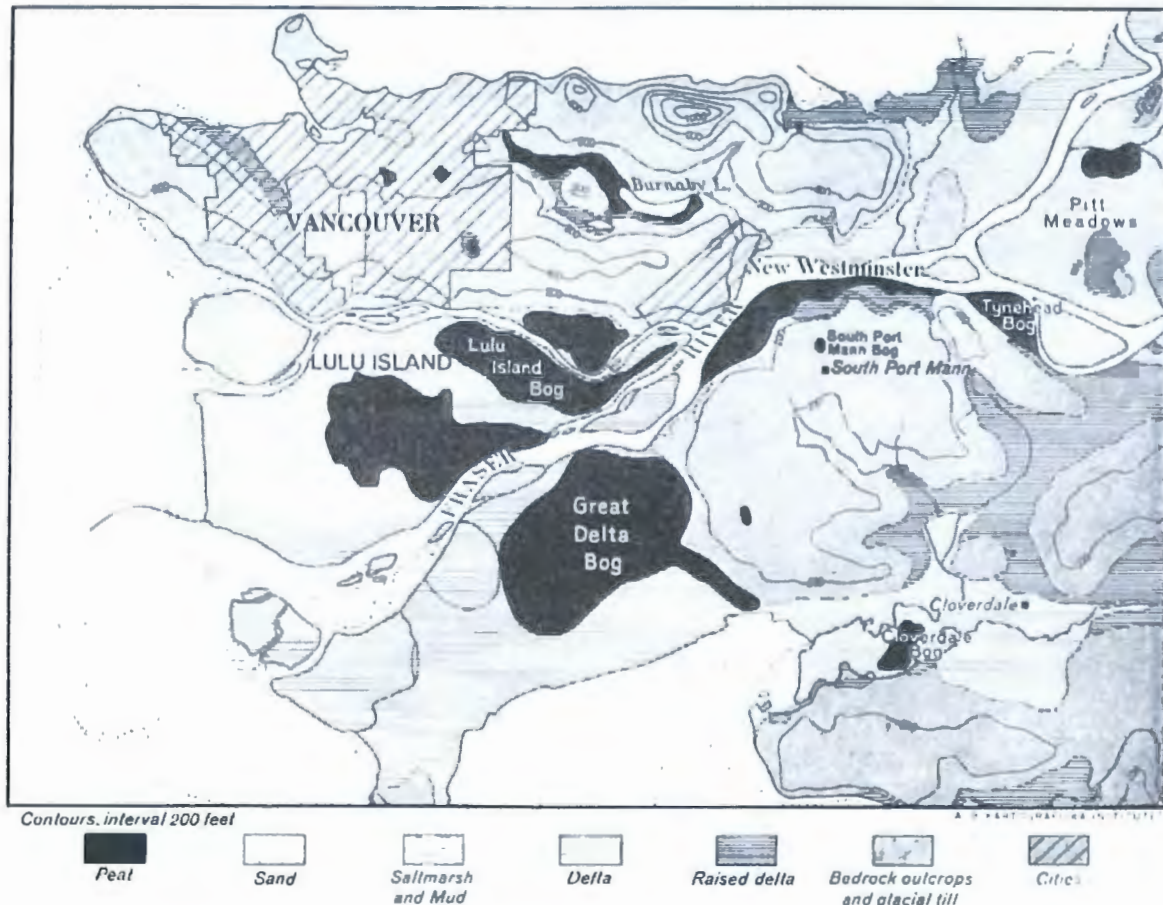 Burnaby L.
Pitt
Meadows
VANCOUVER
New Westminster
Tynehead
Bog
LULU ISLAND
Lulu
Island
Bog
South Port
Mann Bog
South Port Mann
FRASER
RIVER
Great
Delta
Bog
Cloverdale
Cloverdale
Bog
Contours, interval 200 feet
Peat
Sand
Saltmarsh
and Mud
Delta
Raised delta
Bedrock outcrops
and glacial till
Cities